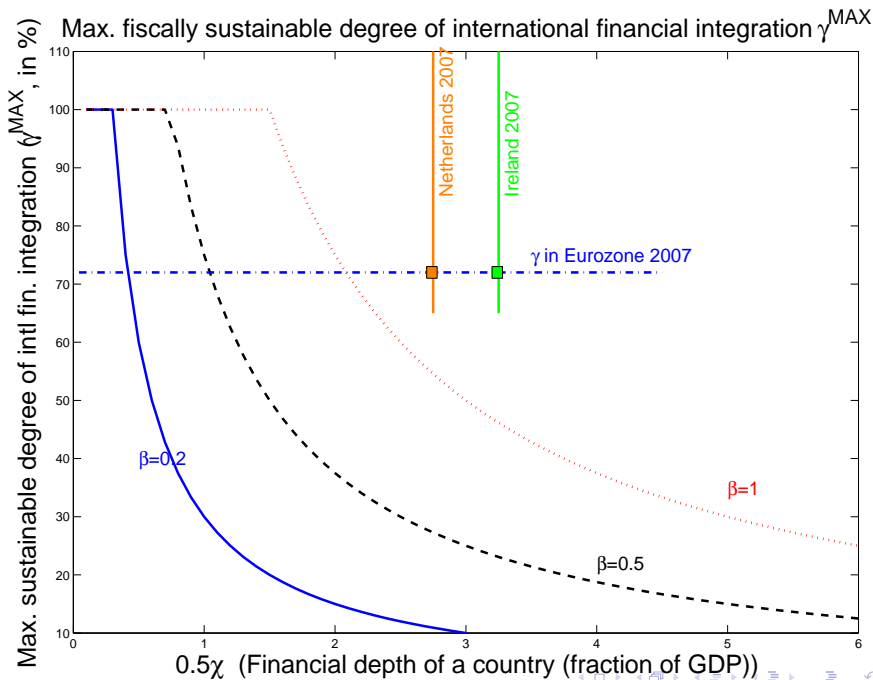 Max. fiscally sustainable degree of international financial integration γ^MAX
Max. sustainable degree of intl fin. integration (γ^MAX, in %)
110
100
90
80
70
60
50
40
30
20
10
Netherlands 2007
Ireland 2007
γ in Eurozone 2007
β=0.2
β=1
β=0.5
0
1
2
3
4
5
6
0.5χ (Financial depth of a country (fraction of GDP))